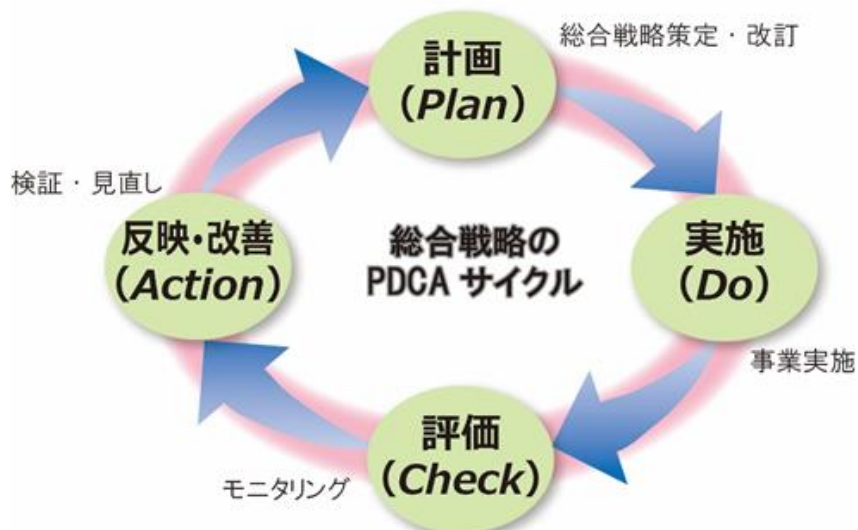 総合戦略策定・改訂
計画
(Plan)
検証・見直し
反映・改善
(Action)
総合戦略の
PDCA サイクル
実施
(Do)
事業実施
評価
(Check)
モニタリング